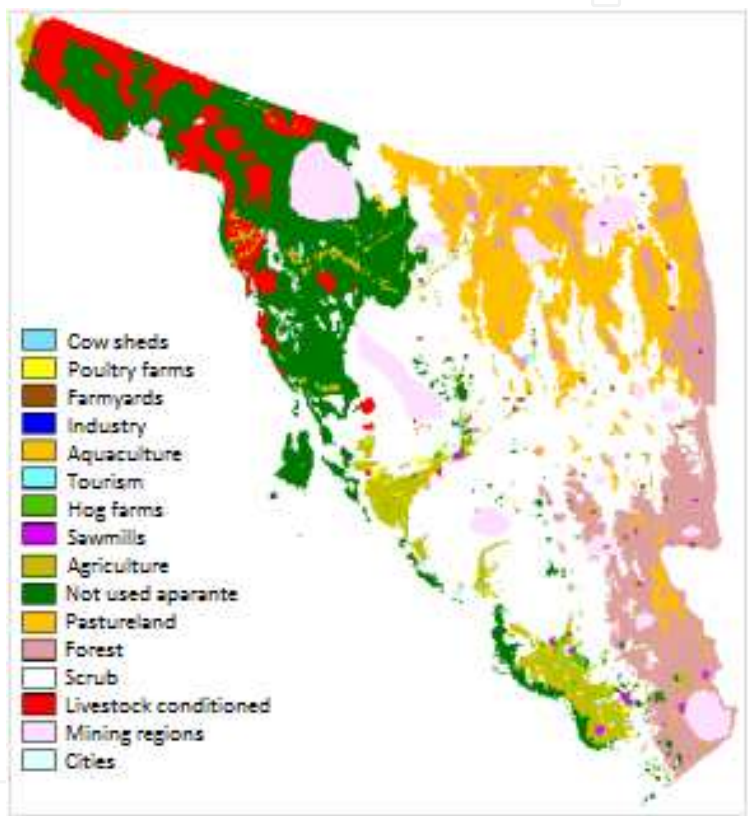 Cow sheds
Poultry farms
Farmyards
Industry
Aquaculture
Tourism
Hog farms
Sawmills
Agriculture
Not used aparante
Pastureland
Forest
Scrub
Livestock conditioned
Mining regions
Cities